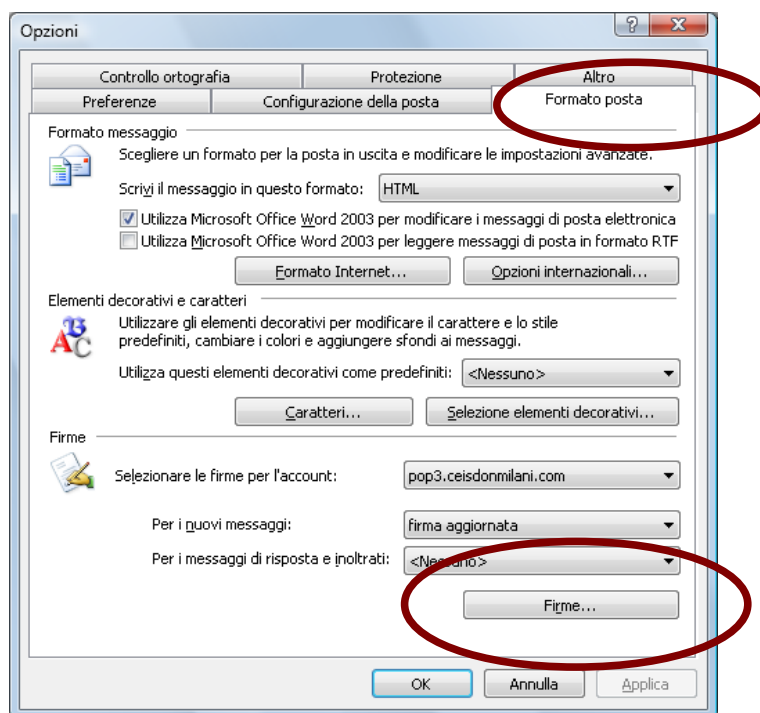 Opzioni
Controllo ortografia Protezione Altro
Preferenze Configurazione della posta Formato posta
Formato messaggio
Scegliere un formato per la posta in uscita e modificare le impostazioni avanzate.
Scrivi il messaggio in questo formato: HTML
Utilizza Microsoft Office Word 2003 per modificare i messaggi di posta elettronica
Utilizza Microsoft Office Word 2003 per leggere messaggi di posta in formato RTF
Formato Internet... Opzioni internazionali...
Elementi decorativi e caratteri
Utilizzare gli elementi decorativi per modificare il carattere e lo stile
predefiniti, cambiare i colori e aggiungere sfondi ai messaggi.
Utilizza questi elementi decorativi come predefiniti: <Nessuno>
Caratteri... Selezione elementi decorativi...
Firme
Selezionare le firme per l'account: pop3.ceisdonmilani.com
Per i nuovi messaggi: firma aggiornata
Per i messaggi di risposta e inoltrati: <Nessuno>
Firme...
OK Annulla Applica